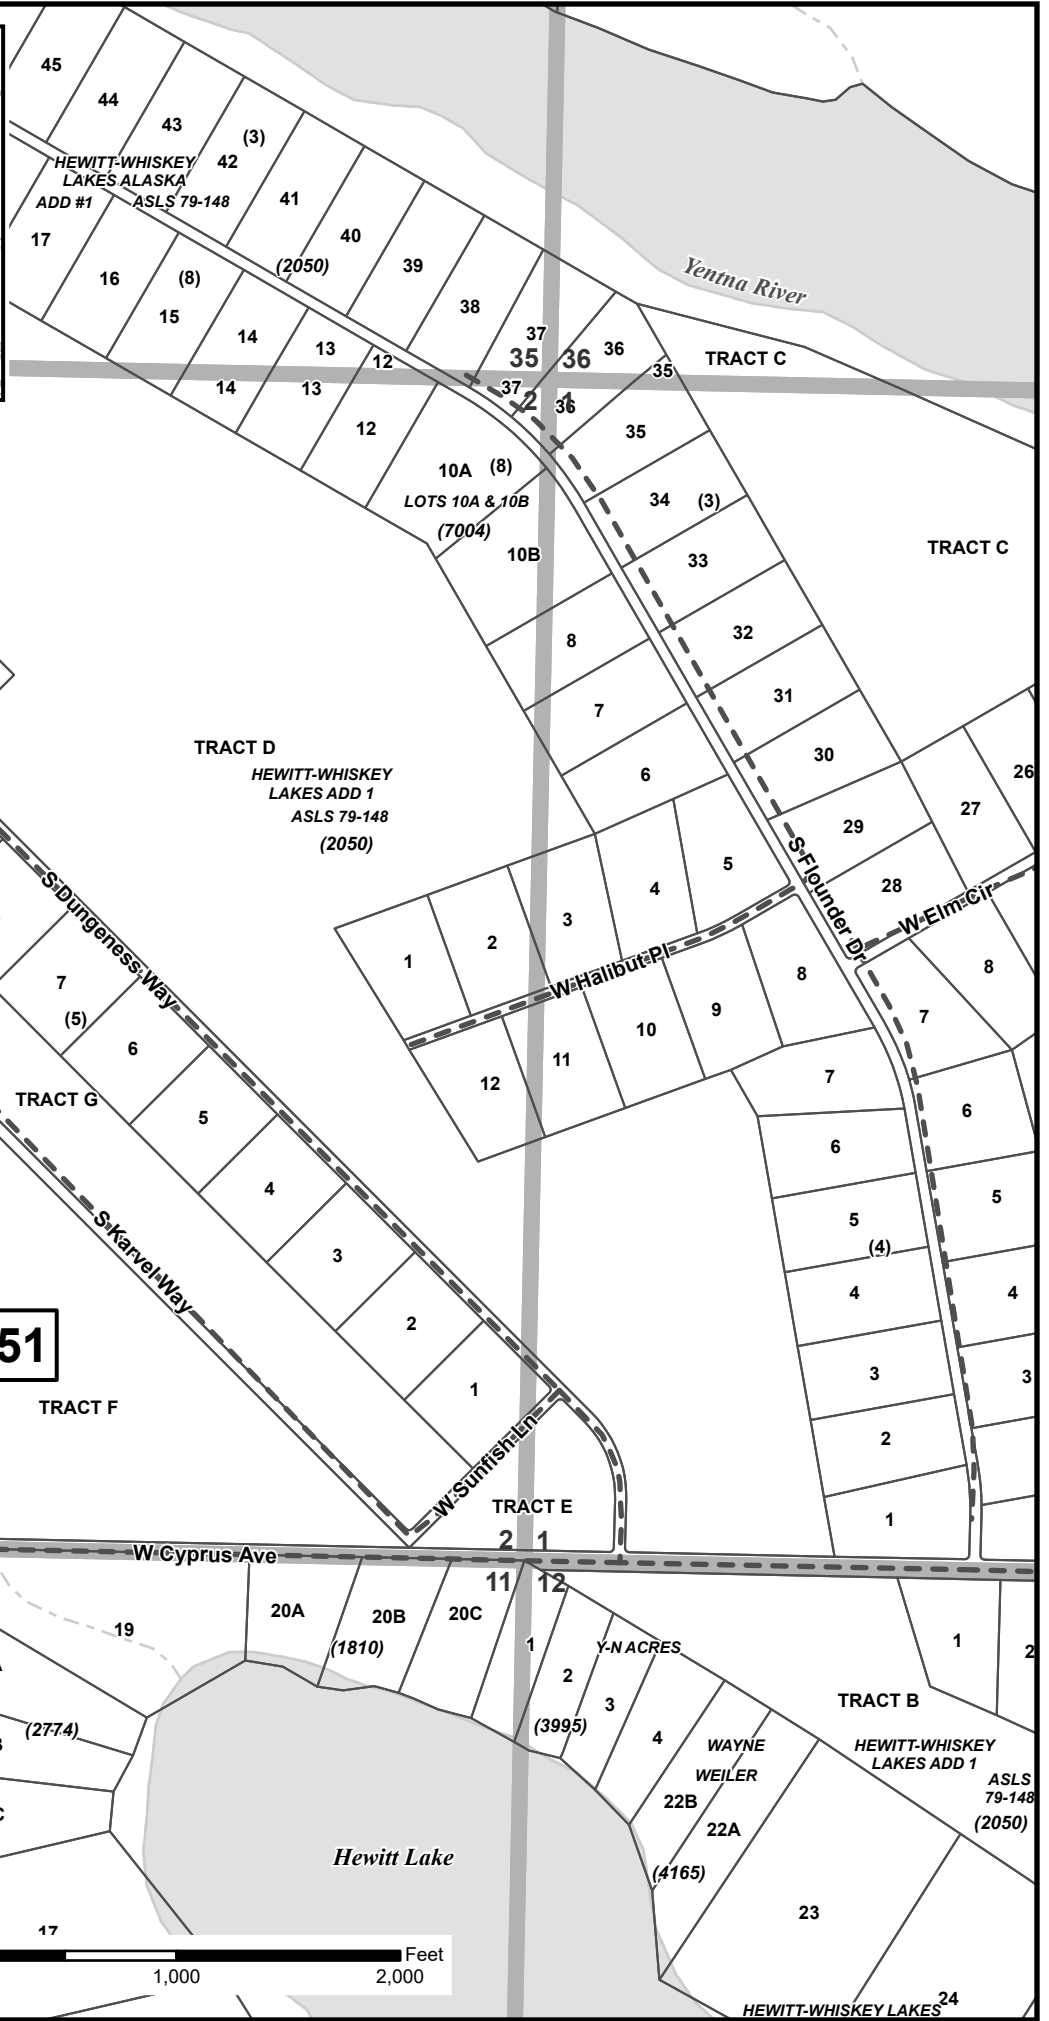 45
44
43
(3)
42
HEWITT-WHISKEY
LAKES ALASKA
ADD #1
ASLS 79-148
41
17
40
(2050)
39
16
(8)
15
38
Yentna River
14
13
12
37
35
36
36
TRACT C
35
14
13
37
2
1
36
12
35
10A
(8)
LOTS 10A & 10B
34
(3)
(7004)
10B
33
TRACT C
8
32
7
31
TRACT D
30
HEWITT-WHISKEY
LAKES ADD 1
ASLS 79-148
(2050)
6
26
27
29
S Flounder Dr
5
4
28
W Elm Cir
S Dungeness Way
3
2
1
W Halibut Pl
8
8
7
(5)
9
7
10
6
11
12
7
TRACT G
5
6
6
4
5
5
(4)
S Karvel Way
3
4
4
2
51
3
3
1
TRACT F
2
W Sunfish Ln
TRACT E
1
2
1
W Cyprus Ave
11
12
20A
20B
20C
19
(1810)
1
Y-N ACRES
1
2
2
3
TRACT B
(2774)
(3995)
4
WAYNE
WEILER
HEWITT-WHISKEY
LAKES ADD 1
ASLS
79-148
(2050)
22B
22A
Hewitt Lake
(4165)
23
17
Feet
1,000
2,000
24
HEWITT-WHISKEY LAKES